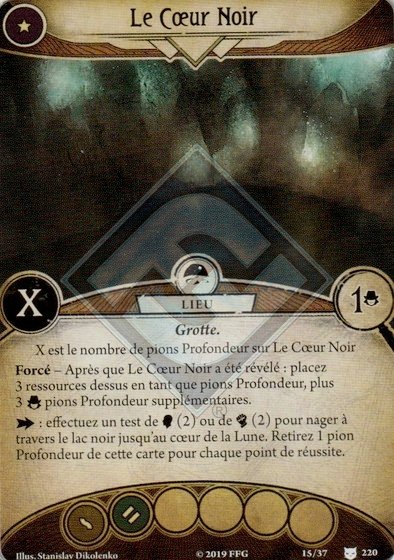 Le Cœur Noir
X
LIEU
1
Grotte.
X est le nombre de pions Profondeur sur Le Cœur Noir
Forcé – Après que Le Cœur Noir a été révélé : placez
3 ressources dessus en tant que pions Profondeur, plus
3 pions Profondeur supplémentaires.
: effectuez un test de (2) ou de (2) pour nager à
travers le lac noir jusqu'au cœur de la Lune. Retirez 1 pion
Profondeur de cette carte pour chaque point de réussite.
Illus. Stanislav Dikolenko
© 2019 FFG
15/37
220